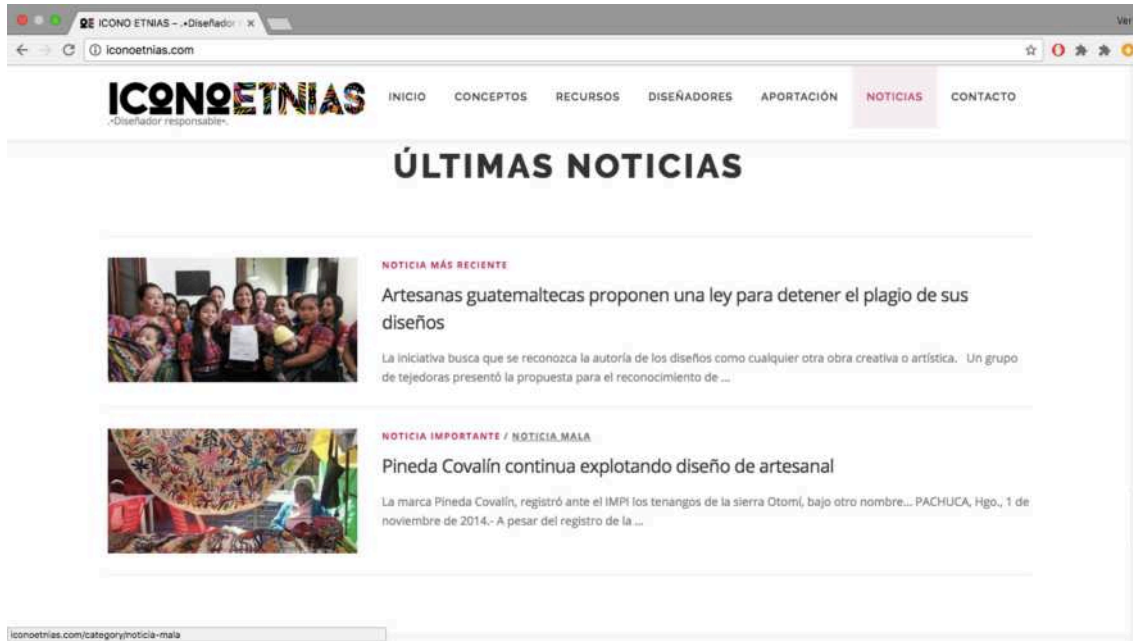 ICONO ETNIAS – .•Diseñador r
Ver
iconoetnias.com
ICONOETNIAS
.•Diseñador responsable•.
INICIO CONCEPTOS RECURSOS DISEÑADORES APORTACIÓN NOTICIAS CONTACTO
ÚLTIMAS NOTICIAS
NOTICIA MÁS RECIENTE
Artesanas guatemaltecas proponen una ley para detener el plagio de sus
diseños
La iniciativa busca que se reconozca la autoría de los diseños como cualquier otra obra creativa o artística. Un grupo
de tejedoras presentó la propuesta para el reconocimiento de ...
NOTICIA IMPORTANTE / NOTICIA MALA
Pineda Covalín continua explotando diseño de artesanal
La marca Pineda Covalín, registró ante el IMPI los tenangos de la sierra Otomí, bajo otro nombre... PACHUCA, Hgo., 1 de
noviembre de 2014.- A pesar del registro de la ...
iconoetnias.com/category/noticia-mala